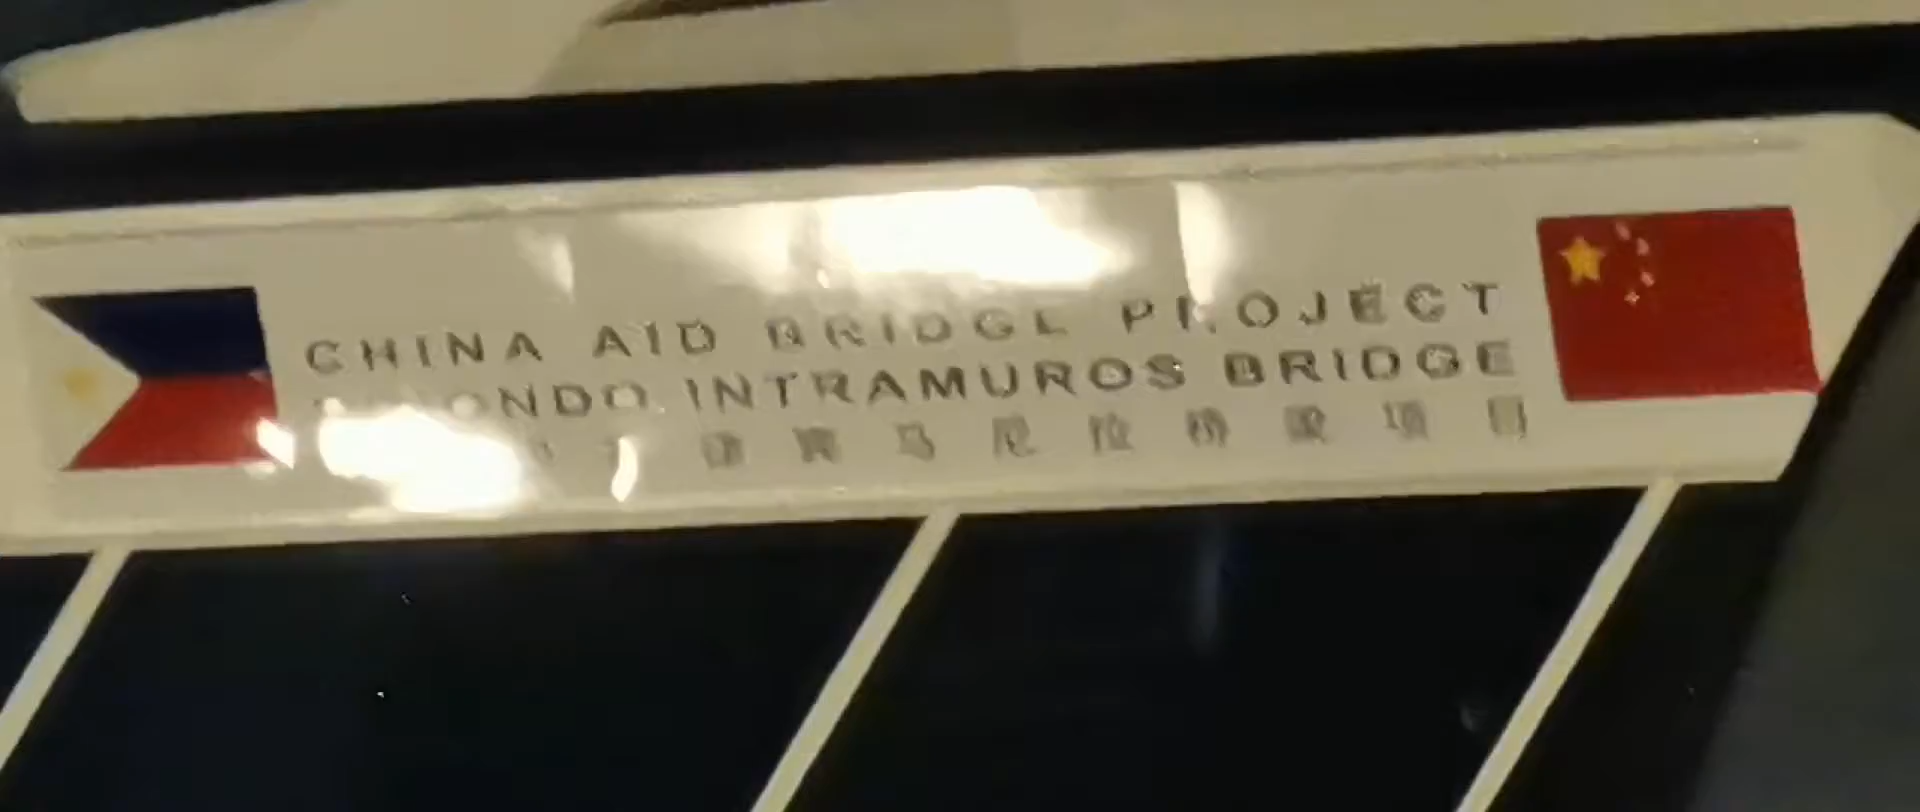 CHINA AID BRIDGE PROJECT
INTRAMUROS BRIDGE
马尼拉桥梁项目